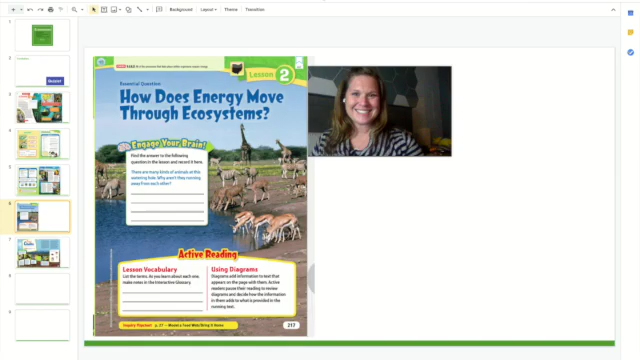 Background
Layout
Theme
Transition
Lesson 2
Essential Question
How Does Energy Move
Through Ecosystems?
Engage Your Brain!
Find the answer to the following
question in the lesson and record it here.
There are many kinds of animals at this
watering hole. Why aren't they running
away from each other?
Active Reading
Lesson Vocabulary
List the terms. As you learn about each one,
make notes in the Interactive Glossary.
Using Diagrams
Diagrams add information to text that
appears on the page with them. Active
readers pause their reading to review
diagrams and decide how the information
in them adds to what is provided in the
running text.
217